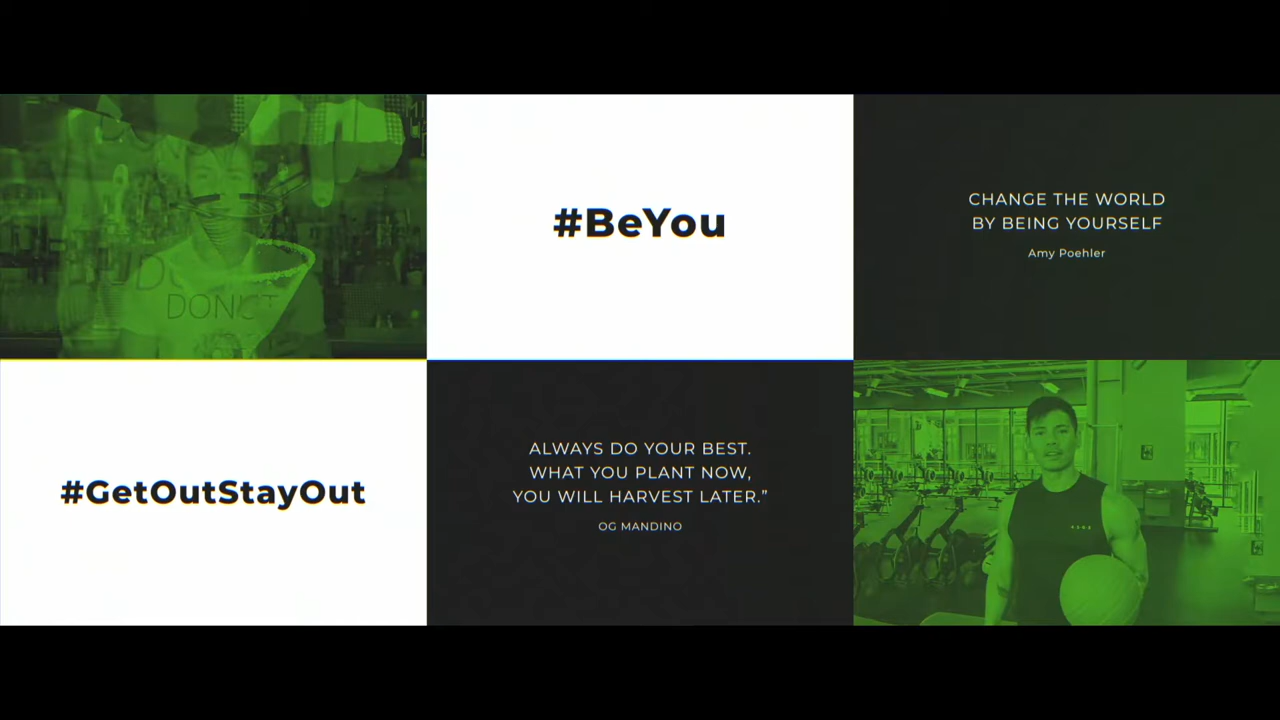 DONUT
#BeYou
CHANGE THE WORLD
BY BEING YOURSELF
Amy Poehler
#GetOutStayOut
ALWAYS DO YOUR BEST.
WHAT YOU PLANT NOW,
YOU WILL HARVEST LATER.”
OG MANDINO